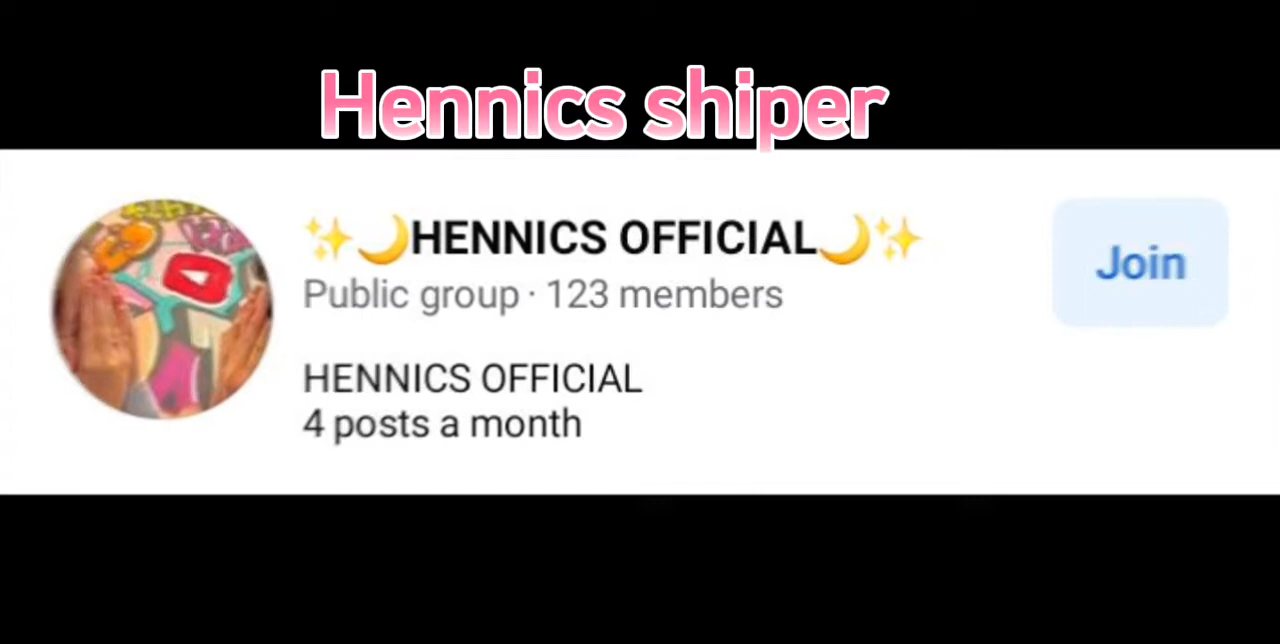 Hennics shiper
✨🌙HENNICS OFFICIAL🌙✨
Join
Public group · 123 members
HENNICS OFFICIAL
4 posts a month